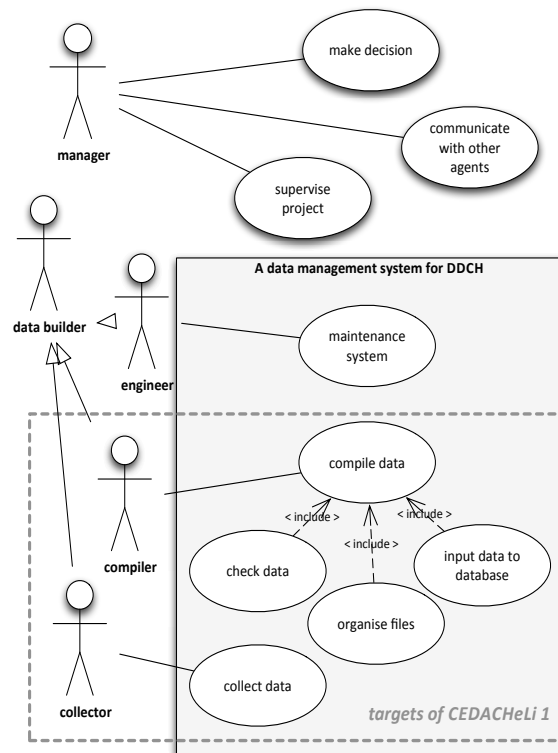 make decision
manager
communicate
with other
agents
supervise
project
A data management system for DDCH
data builder
engineer
maintenance
system
compile data
< include >
< include >
< include >
compiler
check data
input data to
database
organise files
collector
collect data
targets of CEDACHeLi 1